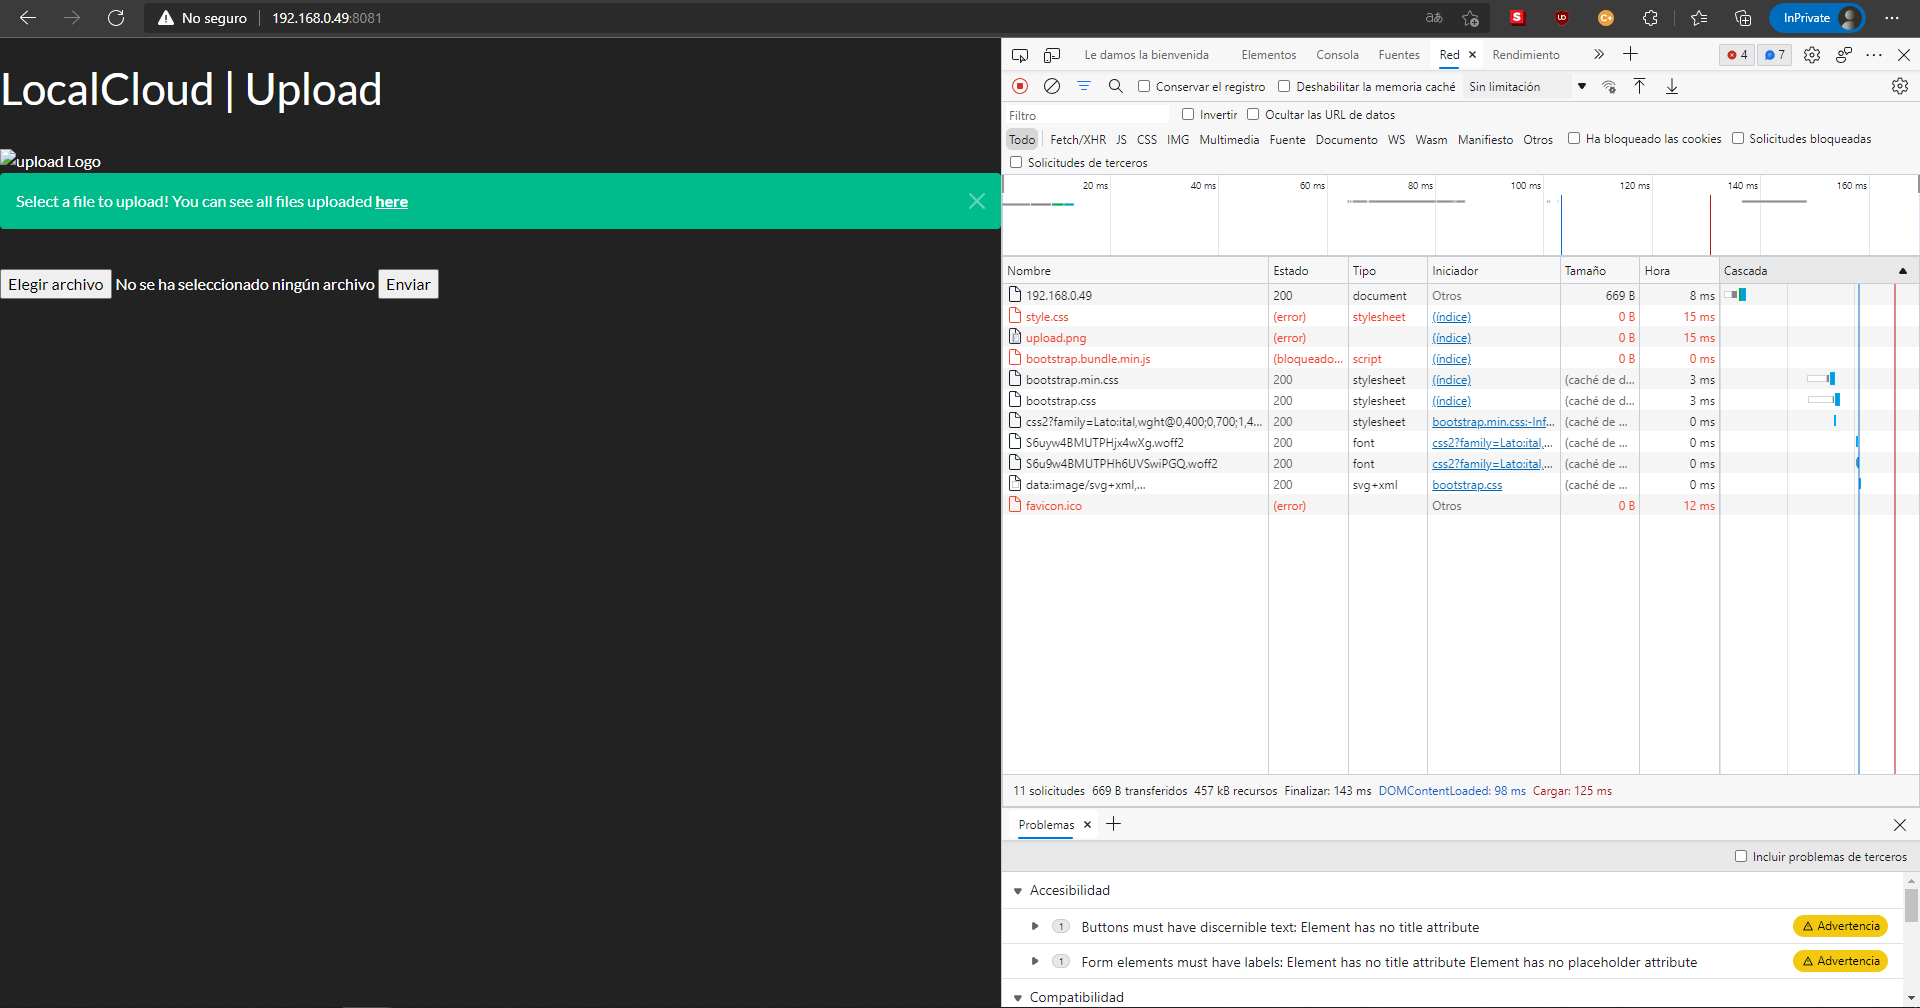 No seguro 192.168.0.49:8081 InPrivate
LocalCloud | Upload
upload Logo
Select a file to upload! You can see all files uploaded here
Elegir archivo No se ha seleccionado ningún archivo Enviar
Le damos la bienvenida Elementos Consola Fuentes Red Rendimiento 4 7
Conservar el registro Deshabilitar la memoria caché Sin limitación
Filtro Invertir Ocultar las URL de datos
Todo Fetch/XHR JS CSS IMG Multimedia Fuente Documento WS Wasm Manifiesto Otros Ha bloqueado las cookies Solicitudes bloqueadas
Solicitudes de terceros
20 ms 40 ms 60 ms 80 ms 100 ms 120 ms 140 ms 160 ms
Nombre Estado Tipo Iniciador Tamaño Hora Cascada
192.168.0.49 200 document Otros 669 B 8 ms
style.css (error) stylesheet (índice) 0 B 15 ms
upload.png (error) (índice) 0 B 15 ms
bootstrap.bundle.min.js (bloqueado... script (índice) 0 B 0 ms
bootstrap.min.css 200 stylesheet (índice) (caché de d... 3 ms
bootstrap.css 200 stylesheet (índice) (caché de d... 3 ms
css2?family=Lato:ital,wght@0,400;0,700;1,4... 200 stylesheet bootstrap.min.css:-Inf... (caché de ... 0 ms
S6uyw4BMUTPHjx4wXg.woff2 200 font css2?family=Lato:ital,... (caché de ... 0 ms
S6u9w4BMUTPHh6UVSwiPGQ.woff2 200 font css2?family=Lato:ital,... (caché de ... 0 ms
data:image/svg+xml,... 200 svg+xml bootstrap.css (caché de ... 0 ms
favicon.ico (error) Otros 0 B 12 ms
11 solicitudes 669 B transferidos 457 kB recursos Finalizar: 143 ms DOMContentLoaded: 98 ms Cargar: 125 ms
Problemas
Incluir problemas de terceros
Accesibilidad
1 Buttons must have discernible text: Element has no title attribute Advertencia
1 Form elements must have labels: Element has no title attribute Element has no placeholder attribute Advertencia
Compatibilidad